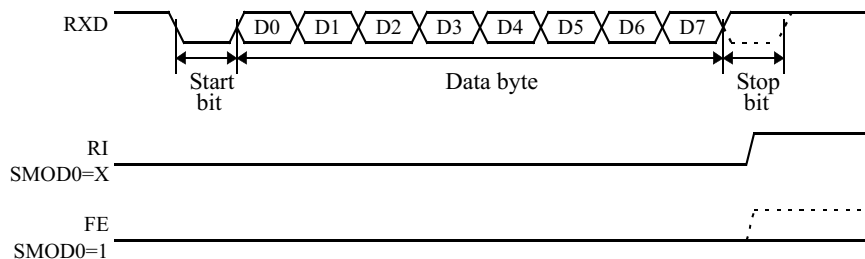 RXD D0 D1 D2 D3 D4 D5 D6 D7
Start bit
Data byte
Stop bit
RI
SMOD0=X
FE
SMOD0=1